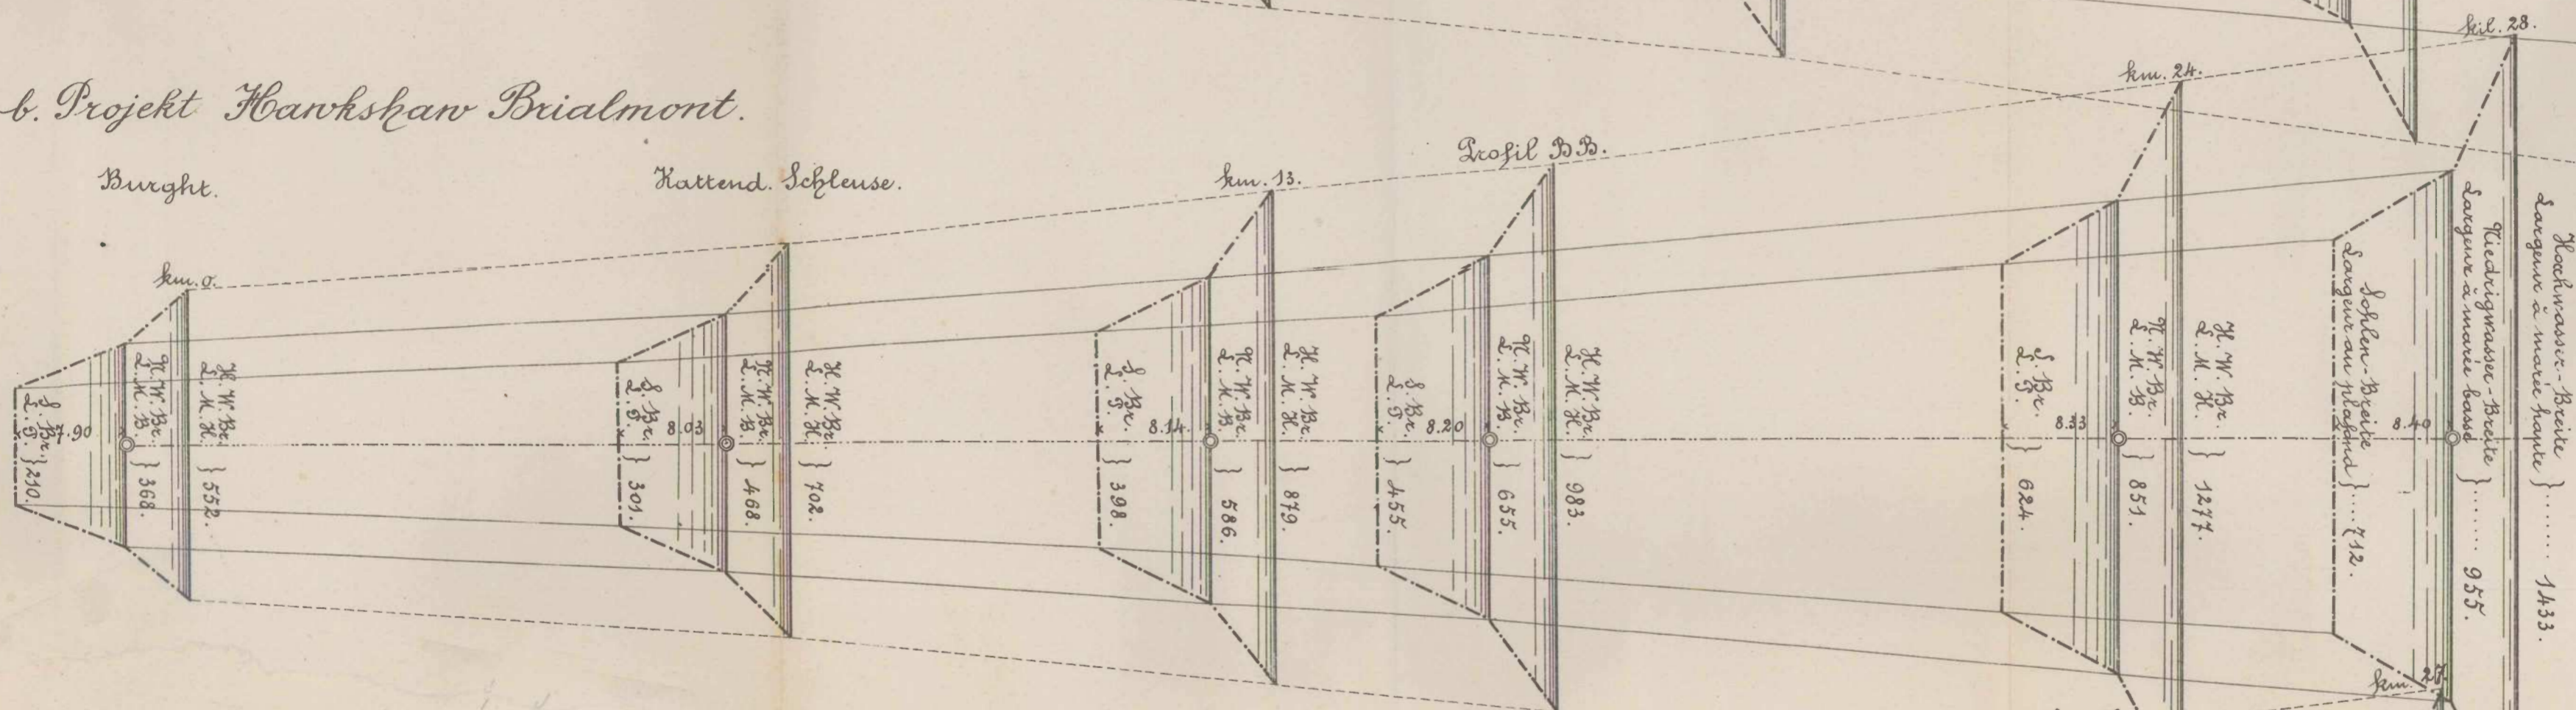 b. Projekt Hawkshaw Brialmont.
Burght.
km. 0.
S. Br. } 210.
L. P.
7.90
N. W. Br. } 368.
L. M. B.
H. W. Br. } 552.
L. M. H.
Kattend. Schleuse.
S. Br. } 301.
L. P.
8.03
N. W. Br. } 468.
L. M. B.
H. W. Br. } 702.
L. M. H.
km. 13.
S. Br. } 398.
L. P.
8.14
N. W. Br. } 586.
L. M. B.
H. W. Br. } 879.
L. M. H.
Profil BB.
S. Br. } 455.
L. P.
8.20
N. W. Br. } 655.
L. M. B.
H. W. Br. } 983.
L. M. H.
km. 24.
S. Br. } 624.
L. P.
8.33
N. W. Br. } 851.
L. M. B.
H. W. Br. } 1277.
L. M. H.
kil. 28.
Sohlen-Breite
Largeur au plafond } .... 712.
8.40
Niedrigwasser-Breite
Largeur à marée basse } ....... 955.
Hochwasser-Breite
Largeur à marée haute } ....... 1433.
km. 27